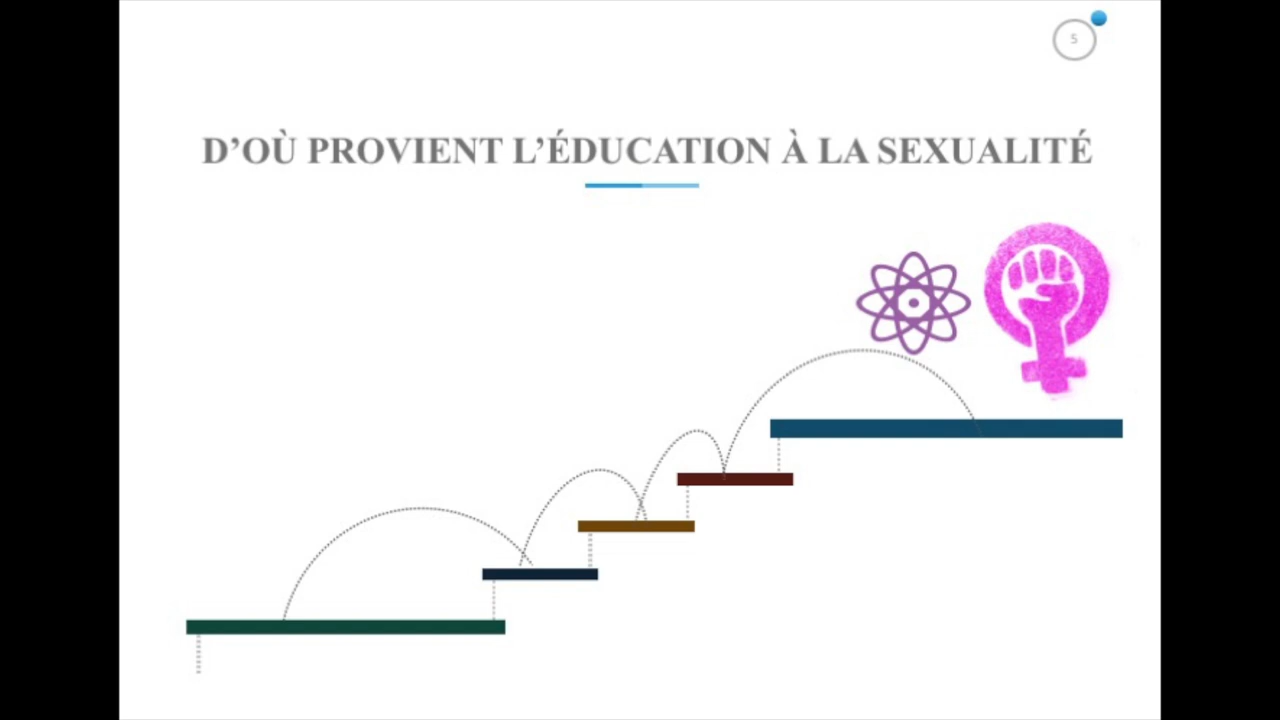 5
D’OÙ PROVIENT L’ÉDUCATION À LA SEXUALITÉ